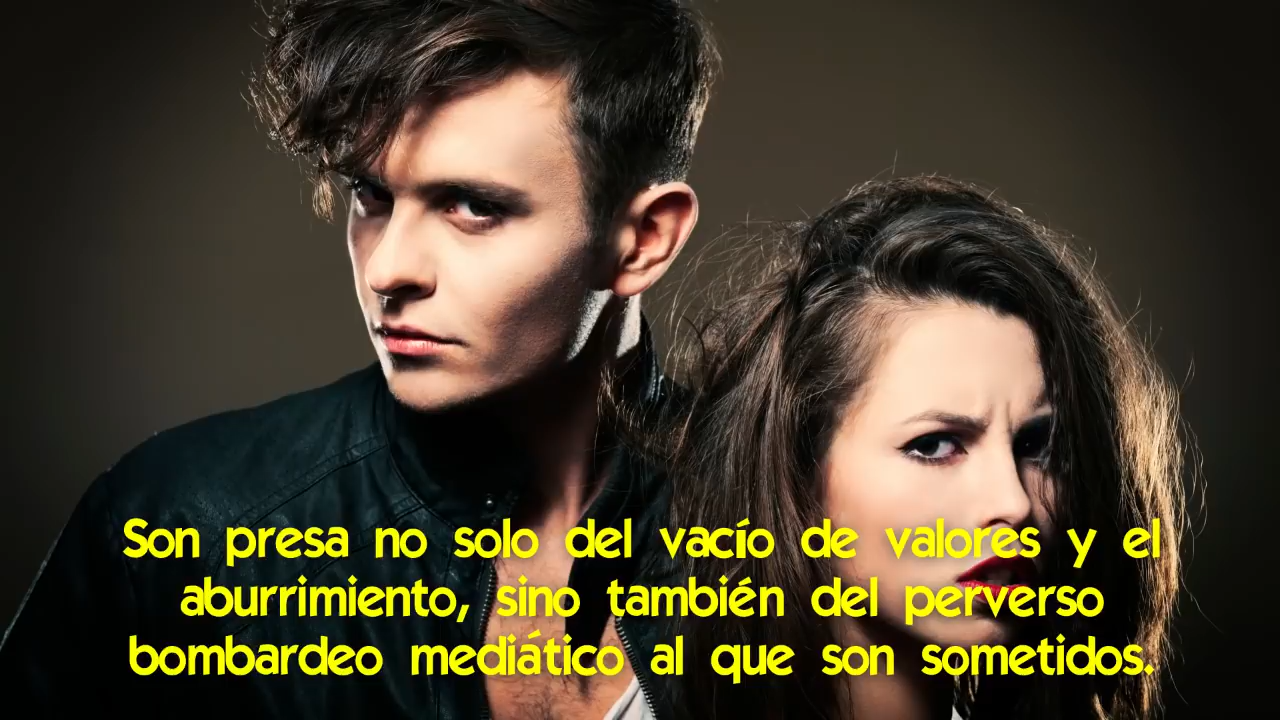 Son presa no solo del vacío de valores y el
aburrimiento, sino también del perverso
bombardeo mediático al que son sometidos.